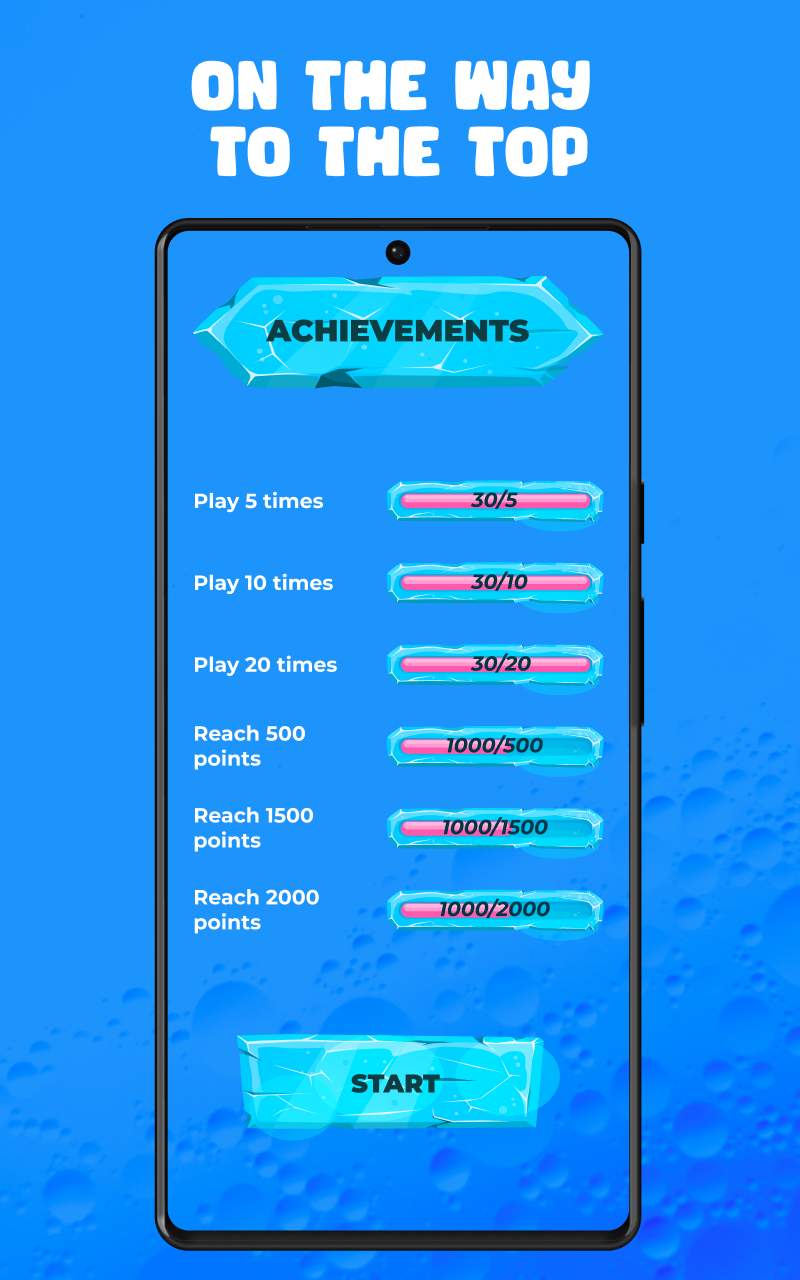 ON THE WAY
TO THE TOP
ACHIEVEMENTS
Play 5 times
30/5
Play 10 times
30/10
Play 20 times
30/20
Reach 500
points
1000/500
Reach 1500
points
1000/1500
Reach 2000
points
1000/2000
START